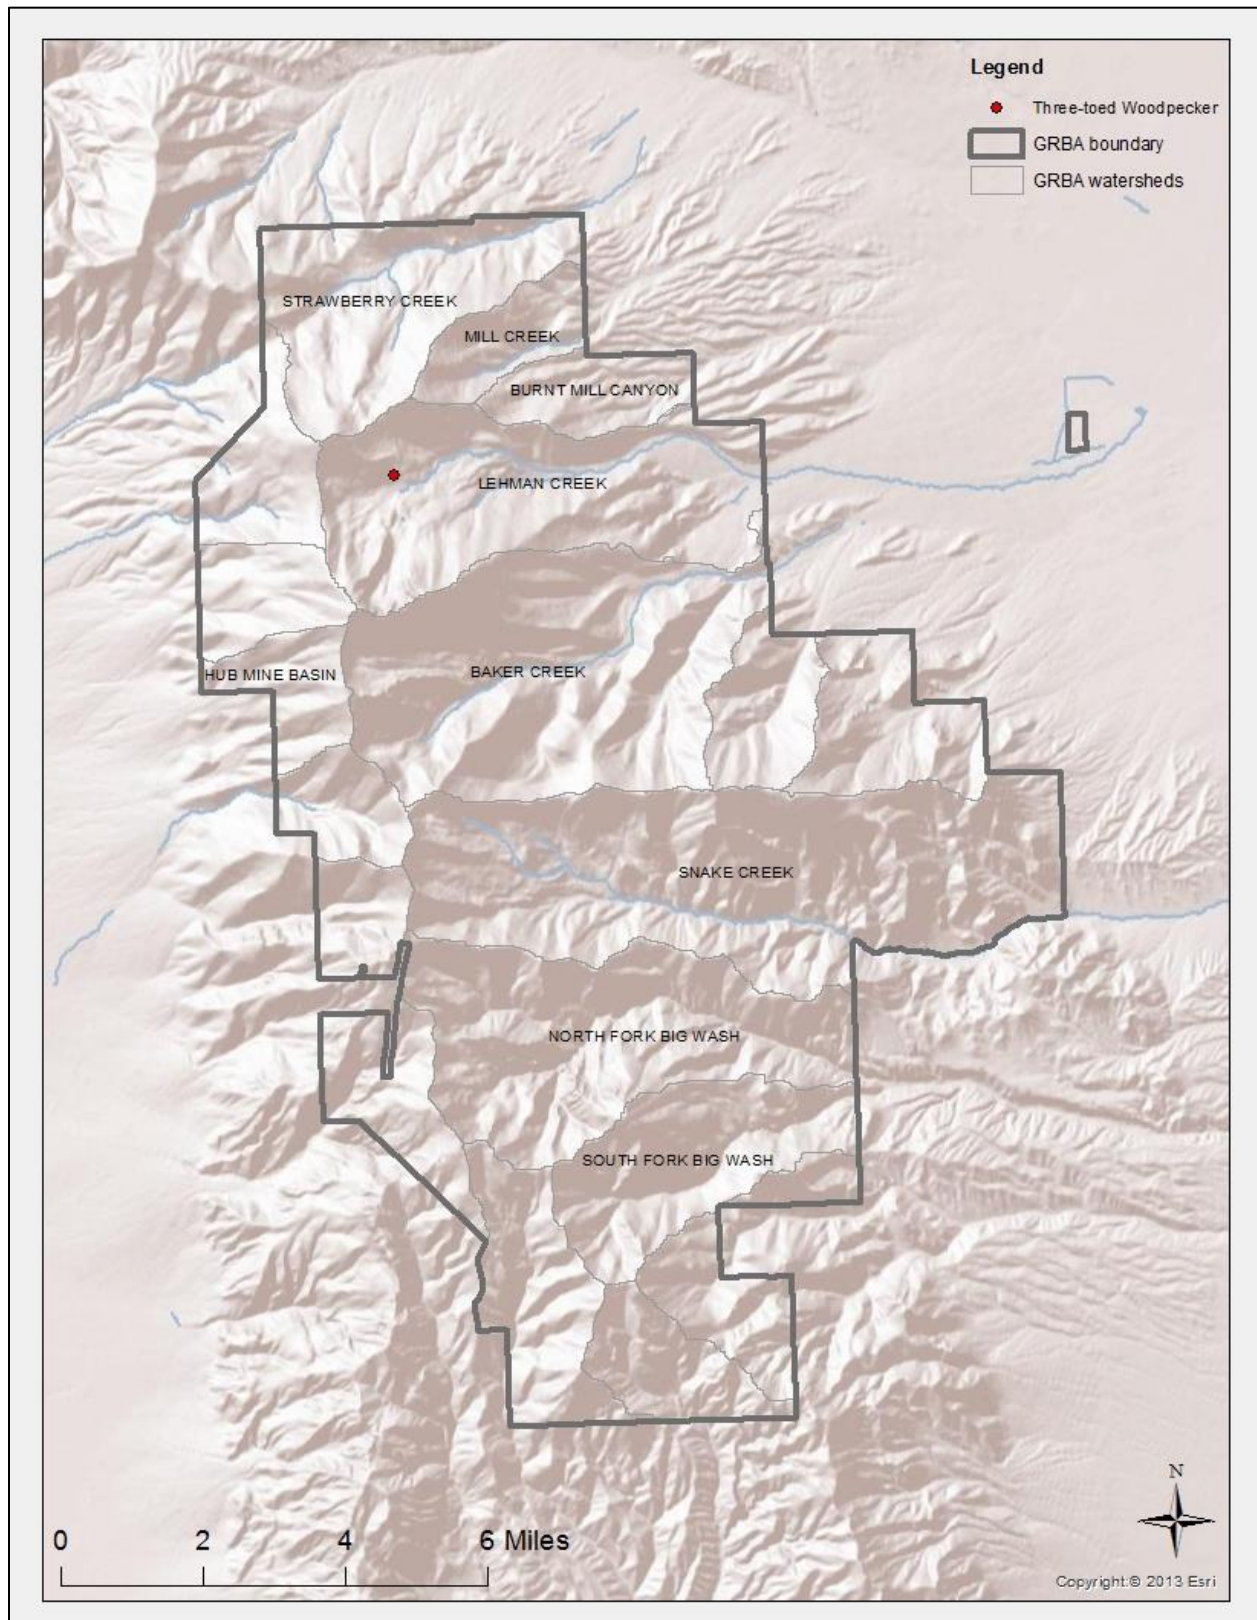 Legend
Three-toed Woodpecker
GRBA boundary
GRBA watersheds
STRAWBERRY CREEK
MILL CREEK
BURNT MILL CANYON
LEHMAN CREEK
HUB MINE BASIN
BAKER CREEK
SNAKE CREEK
NORTH FORK BIG WASH
SOUTH FORK BIG WASH
N
0 2 4 6 Miles
Copyright:© 2013 Esri